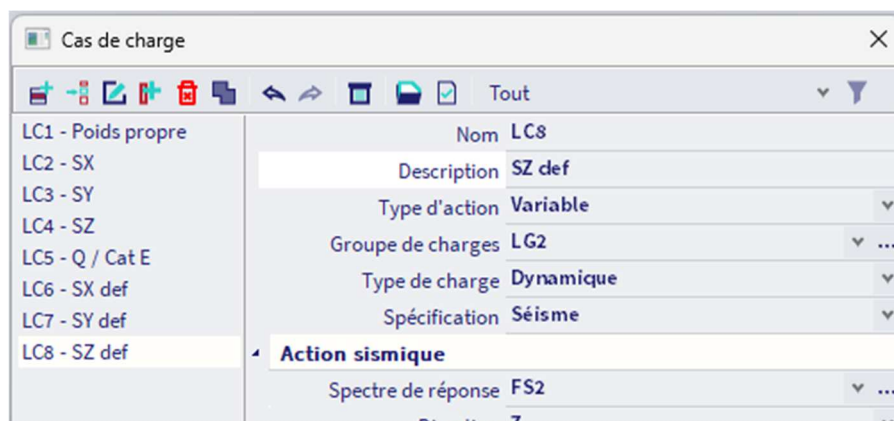 Cas de charge
Tout
LC1 - Poids propre
LC2 - SX
LC3 - SY
LC4 - SZ
LC5 - Q / Cat E
LC6 - SX def
LC7 - SY def
LC8 - SZ def
Nom LC8
Description SZ def
Type d'action Variable
Groupe de charges LG2
Type de charge Dynamique
Spécification Séisme
Action sismique
Spectre de réponse FS2